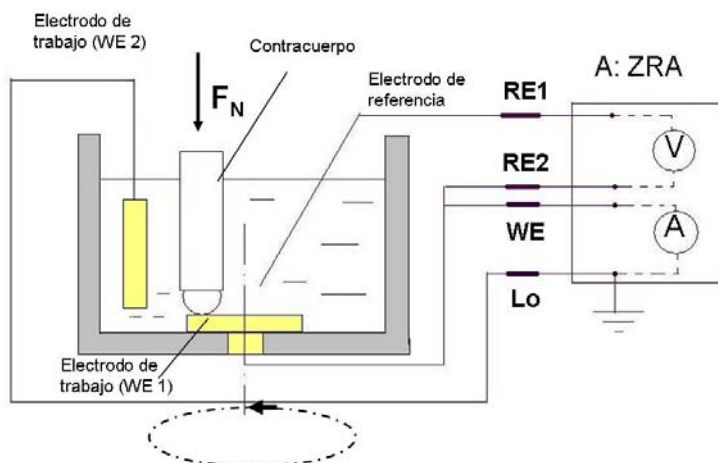 Electrodo de
trabajo (WE 2)
Contracuerpo
F_N
Electrodo de
referencia
A: ZRA
RE1
V
RE2
WE
A
Lo
Electrodo de
trabajo (WE 1)